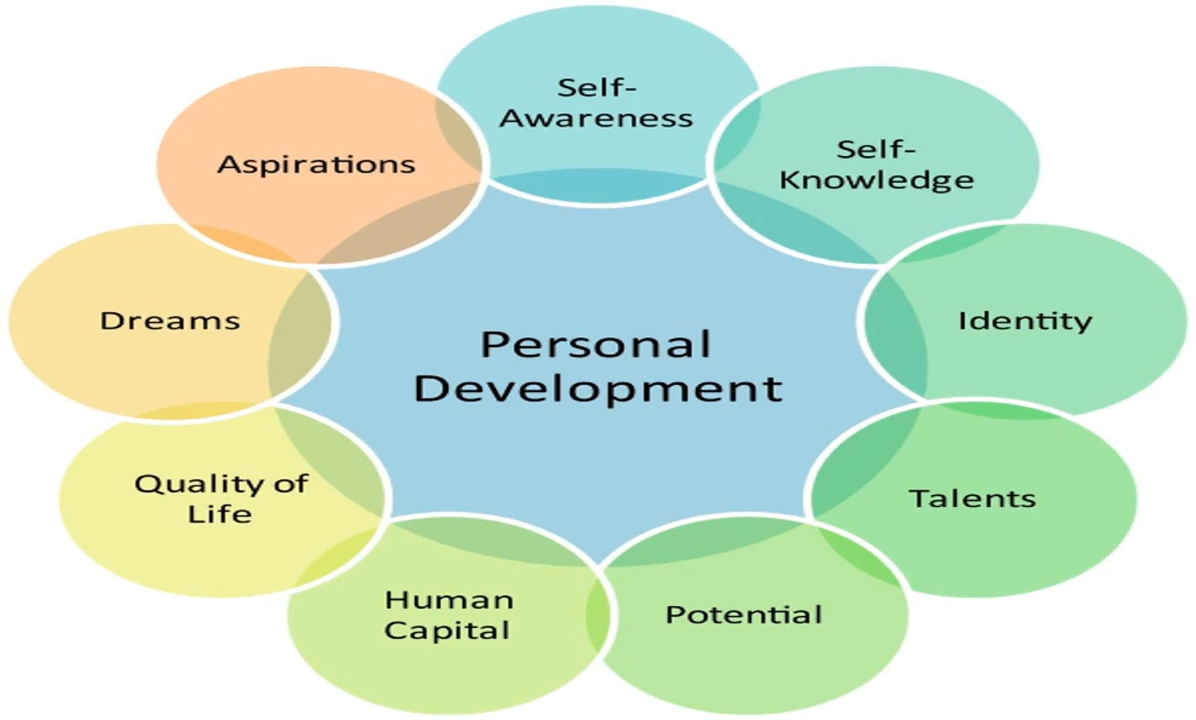 Self-
Awareness
Self-
Knowledge
Identity
Talents
Potential
Human
Capital
Quality of
Life
Dreams
Aspirations
Personal
Development